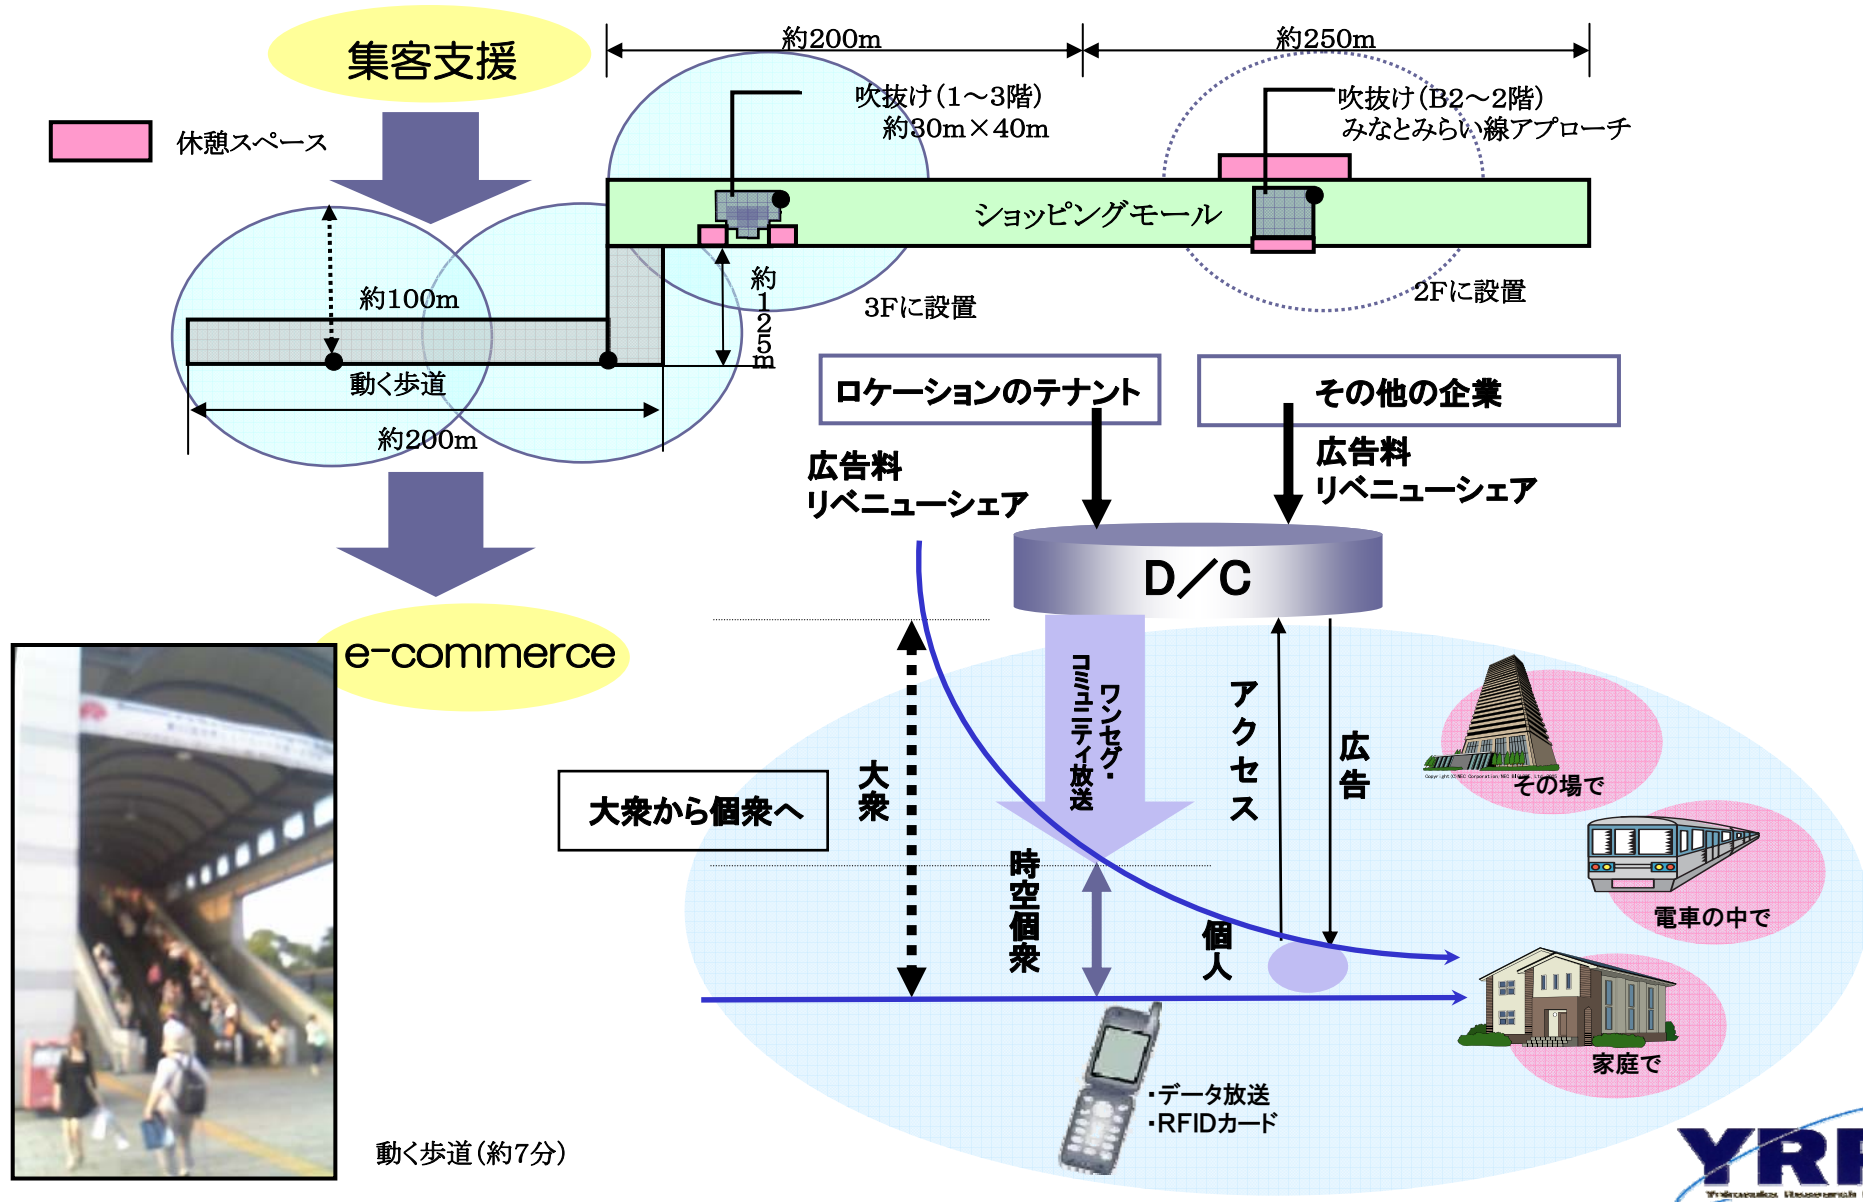 集客支援
約200m
約250m
休憩スペース
吹抜け(1～3階)
約30m×40m
吹抜け(B2～2階)
みなとみらい線アプローチ
ショッピングモール
約100m
約125m
3Fに設置
2Fに設置
動く歩道
約200m
ロケーションのテナント
その他の企業
広告料
リベニューシェア
広告料
リベニューシェア
D／C
e-commerce
ワンセグ・
コミュニティ放送
アクセス
広告
大衆
大衆から個衆へ
時空個衆
個人
その場で
電車の中で
家庭で
・データ放送
・RFIDカード
動く歩道(約7分)